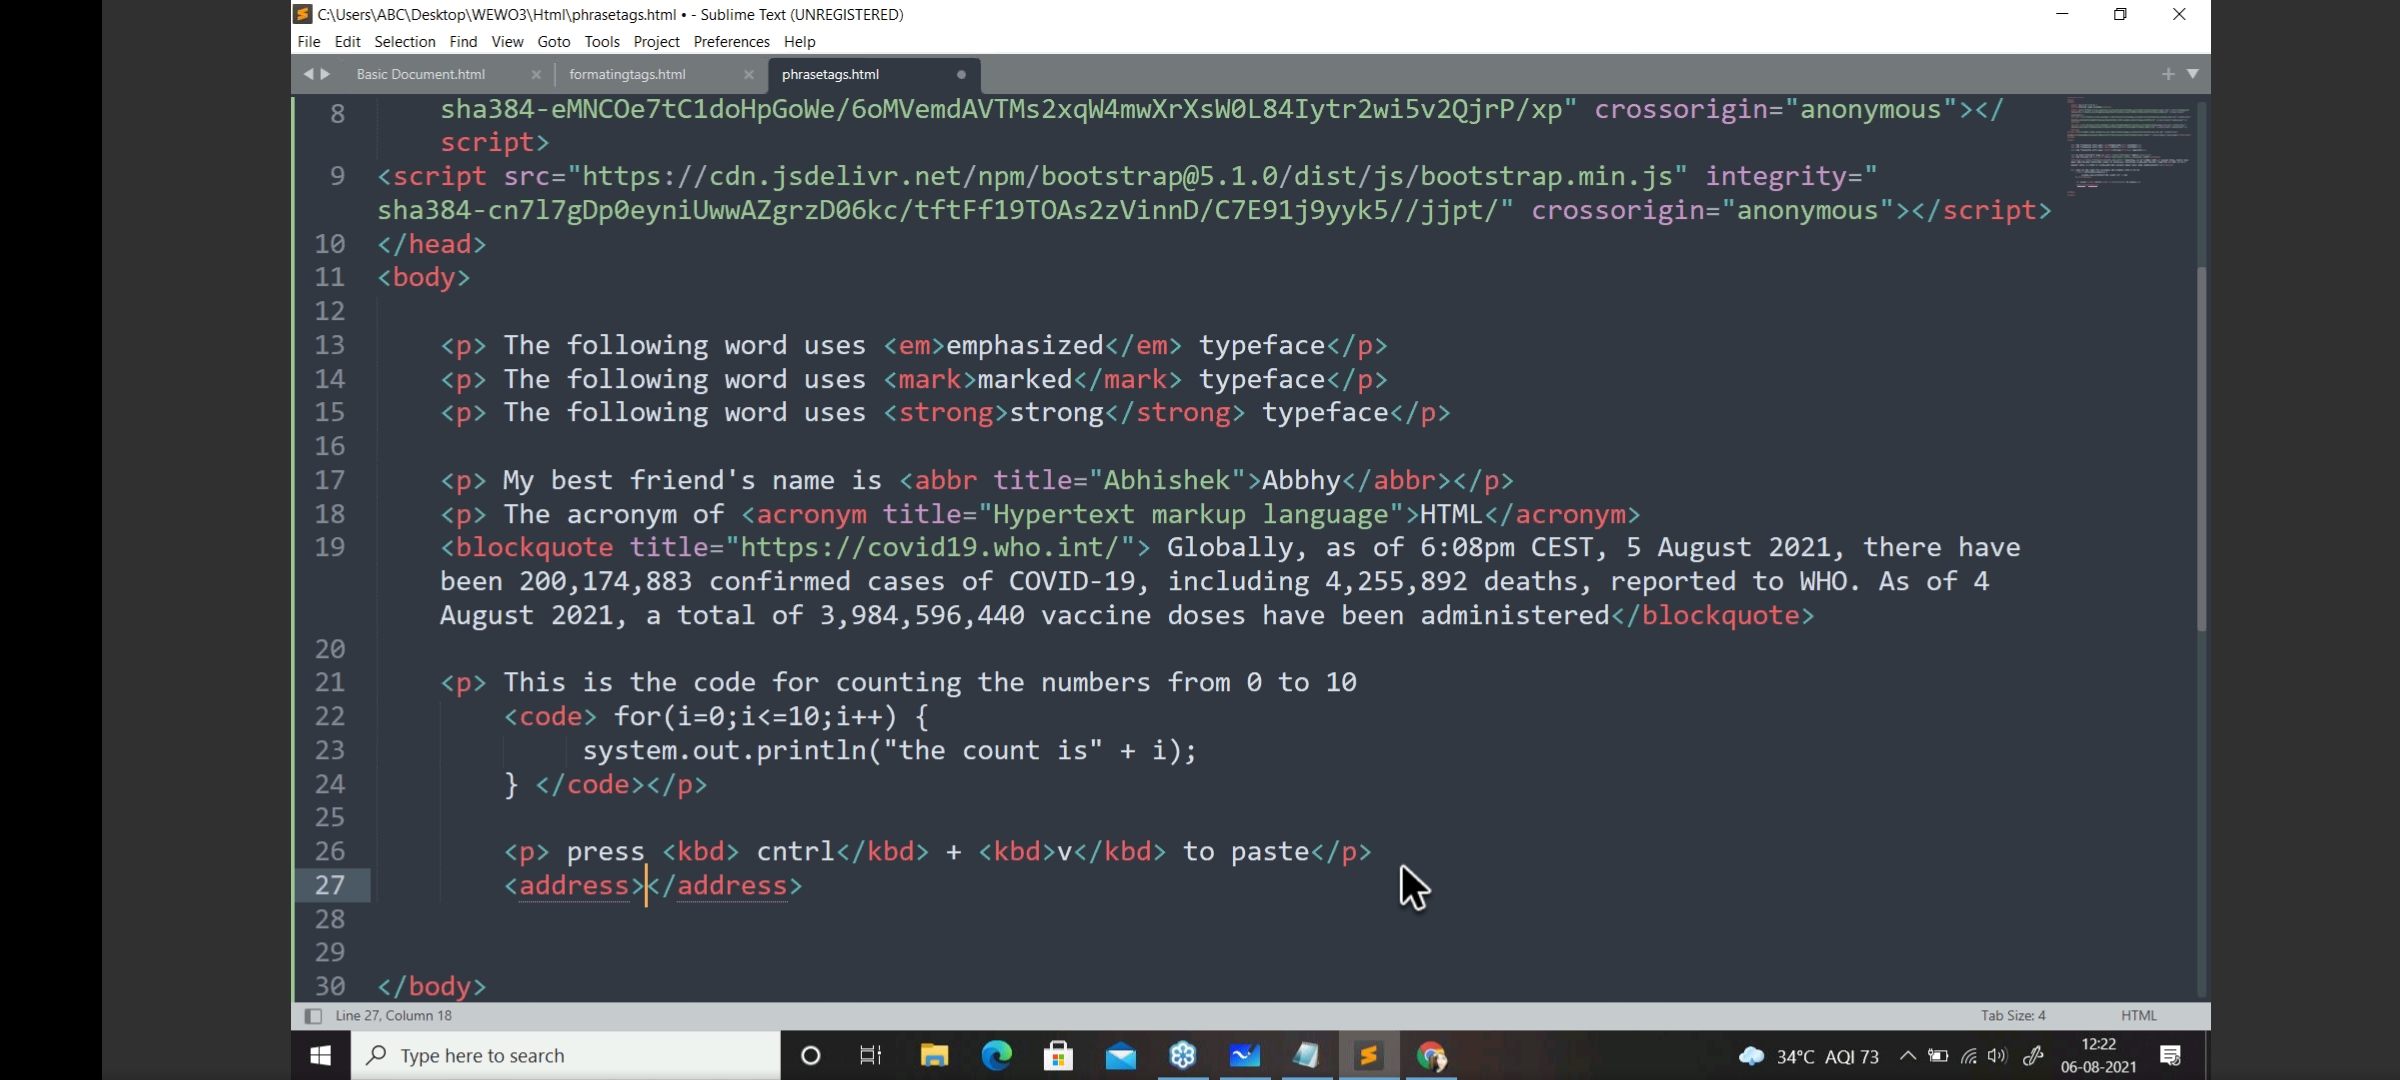 C:\Users\ABC\Desktop\WEWO3\Html\phrasetags.html • - Sublime Text (UNREGISTERED)
File Edit Selection Find View Goto Tools Project Preferences Help
Basic Document.html formatingtags.html phrasetags.html
8 sha384-eMNCOe7tC1doHpGoWe/6oMVemdAVTMs2xqW4mwXrXsW0L84Iytr2wi5v2QjrP/xp" crossorigin="anonymous"></
script>
9 <script src="https://cdn.jsdelivr.net/npm/bootstrap@5.1.0/dist/js/bootstrap.min.js" integrity="
sha384-cn7l7gDp0eyniUwwAZgrzD06kc/tftFf19TOAs2zVinnD/C7E91j9yyk5//jjpt/" crossorigin="anonymous"></script>
10 </head>
11 <body>
12
13 <p> The following word uses <em>emphasized</em> typeface</p>
14 <p> The following word uses <mark>marked</mark> typeface</p>
15 <p> The following word uses <strong>strong</strong> typeface</p>
16
17 <p> My best friend's name is <abbr title="Abhishek">Abbhy</abbr></p>
18 <p> The acronym of <acronym title="Hypertext markup language">HTML</acronym>
19 <blockquote title="https://covid19.who.int/"> Globally, as of 6:08pm CEST, 5 August 2021, there have
been 200,174,883 confirmed cases of COVID-19, including 4,255,892 deaths, reported to WHO. As of 4
August 2021, a total of 3,984,596,440 vaccine doses have been administered</blockquote>
20
21 <p> This is the code for counting the numbers from 0 to 10
22 <code> for(i=0;i<=10;i++) {
23 system.out.println("the count is" + i);
24 } </code></p>
25
26 <p> press <kbd> cntrl</kbd> + <kbd>v</kbd> to paste</p>
27 <address></address>
28
29
30 </body>
Line 27, Column 18 Tab Size: 4 HTML
Type here to search 34°C AQI 73 12:22
06-08-2021